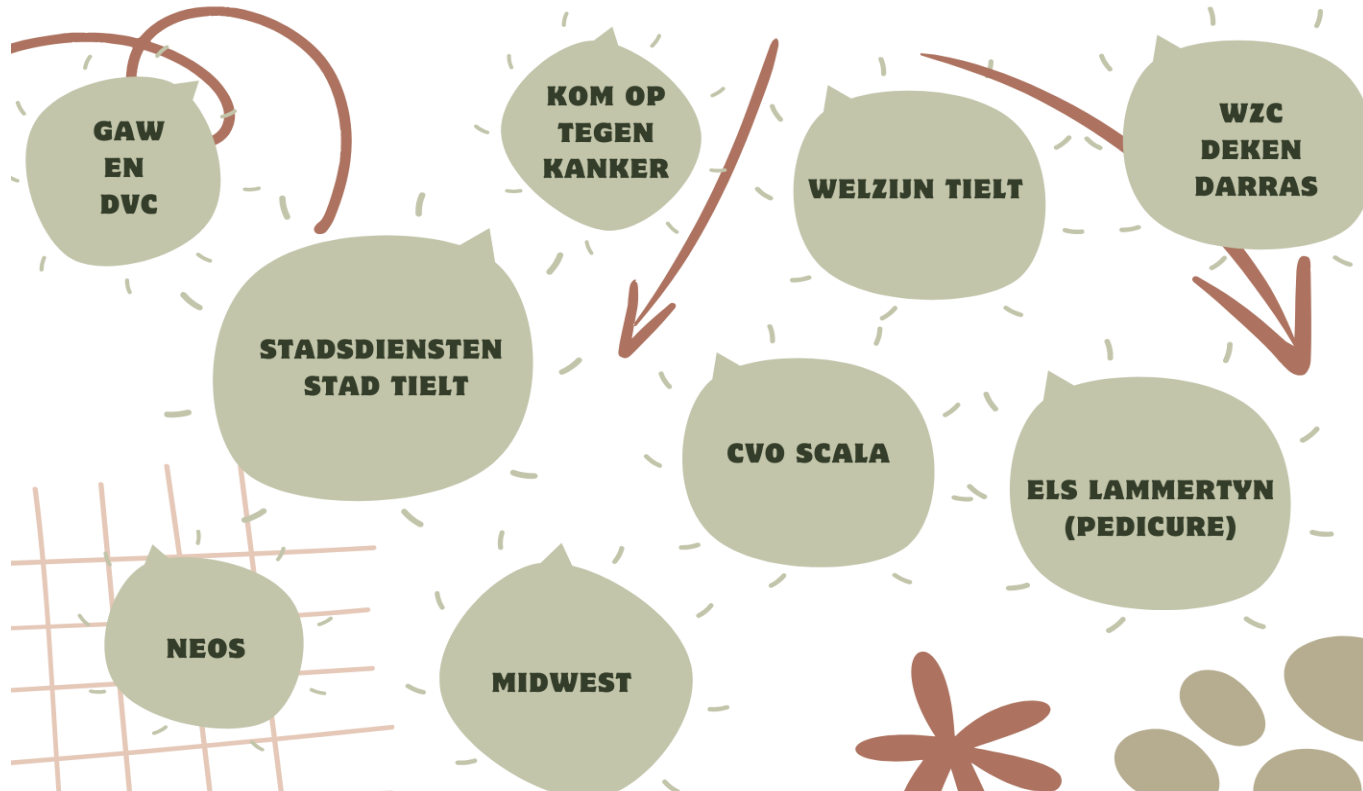 GAW
EN
DVC
KOM OP
TEGEN
KANKER
WELZIJN TIELT
WZC
DEKEN
DARRAS
STADSDIENSTEN
STAD TIELT
CVO SCALA
ELS LAMMERTYN
(PEDICURE)
NEOS
MIDWEST